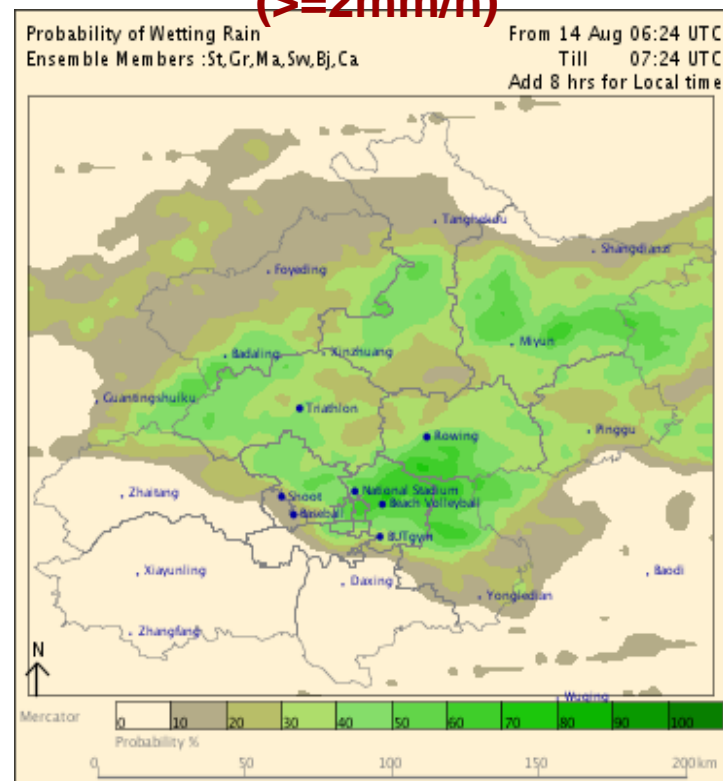 (>=2mm/h)
Probability of Wetting Rain
From 14 Aug 06:24 UTC
Ensemble Members :St,Gr,Ma,Sw,Bj,Ca
Till 07:24 UTC
Add 8 hrs for Local time
Tanghekou
Shangdianzi
Foyeding
Badaling
Xinzhuang
Miyun
Guantingshuiku
Triathlon
Rowing
Pinggu
Zhaitang
Shoot
National Stadium
Beach Volleyball
Baseball
BUTgym
Xiayunling
Daxing
Yongledian
Baodi
Zhangfang
N
Wuqing
Mercator
0 10 20 30 40 50 60 70 80 90 100
Probability %
0 50 100 150 200km